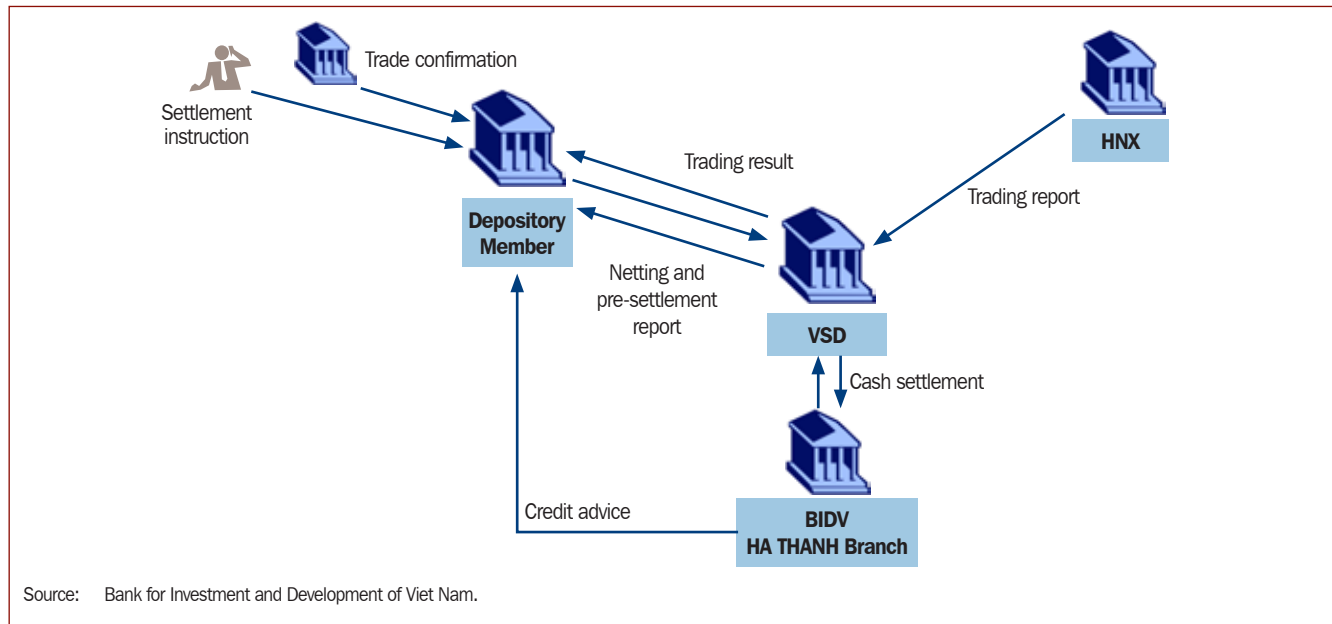 Trade confirmation
Settlement
instruction
HNX
Trading result
Trading report
Depository
Member
Netting and
pre-settlement
report
VSD
Cash settlement
Credit advice
BIDV
HA THANH Branch
Source: Bank for Investment and Development of Viet Nam.